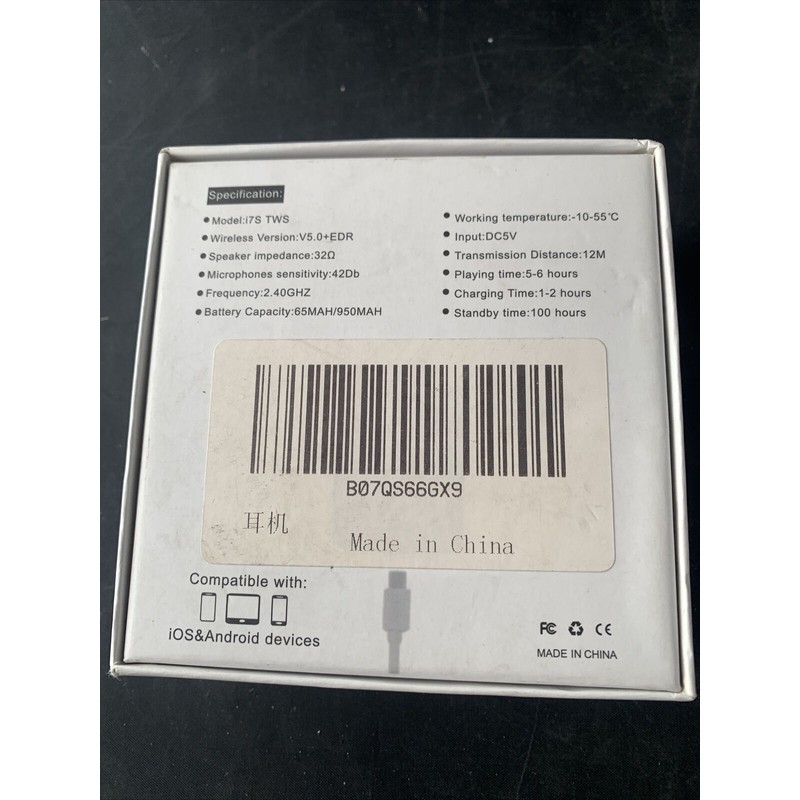 Specification:
●Model:i7S TWS
●Wireless Version:V5.0+EDR
●Speaker impedance:32Ω
●Microphones sensitivity:42Db
●Frequency:2.40GHZ
●Battery Capacity:65MAH/950MAH
● Working temperature:-10-55℃
● Input:DC5V
● Transmission Distance:12M
● Playing time:5-6 hours
● Charging Time:1-2 hours
● Standby time:100 hours
B07QS66GX9
耳机
Made in China
Compatible with:
iOS&Android devices
FC CE
MADE IN CHINA